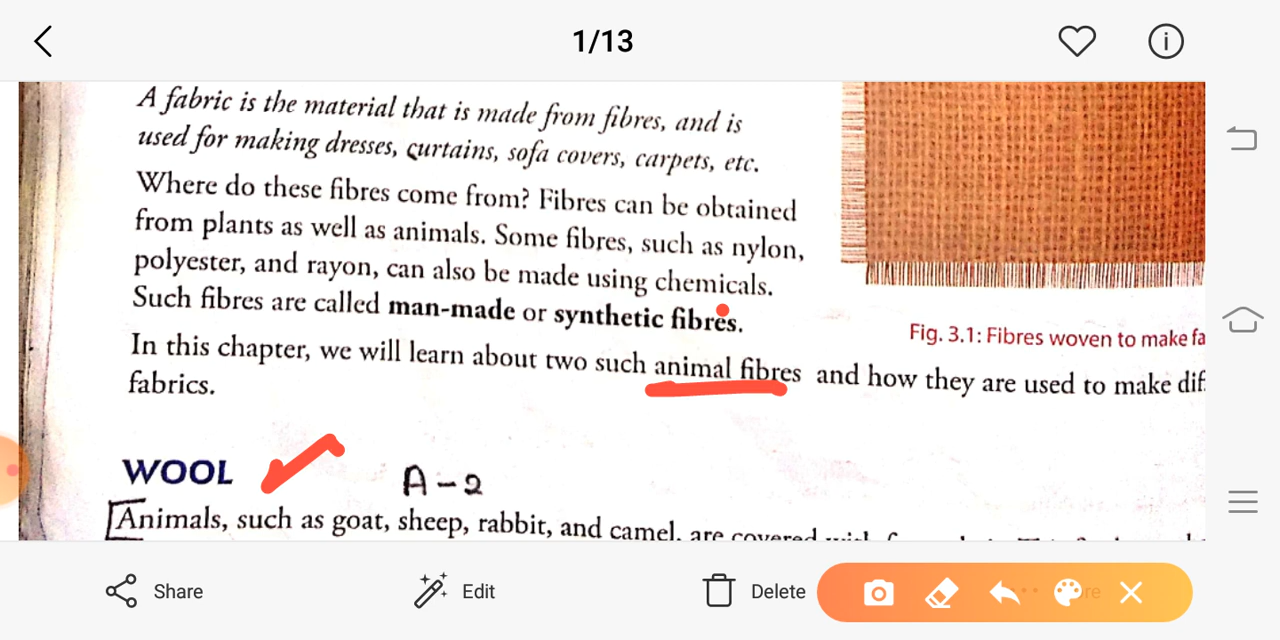 1/13
A fabric is the material that is made from fibres, and is
used for making dresses, curtains, sofa covers, carpets, etc.
Where do these fibres come from? Fibres can be obtained
from plants as well as animals. Some fibres, such as nylon,
polyester, and rayon, can also be made using chemicals.
Such fibres are called man-made or synthetic fibres.
Fig. 3.1: Fibres woven to make fa
In this chapter, we will learn about two such animal fibres and how they are used to make dif
fabrics.
WOOL
A-2
Animals, such as goat, sheep, rabbit, and camel, are covered
Share
Edit
Delete